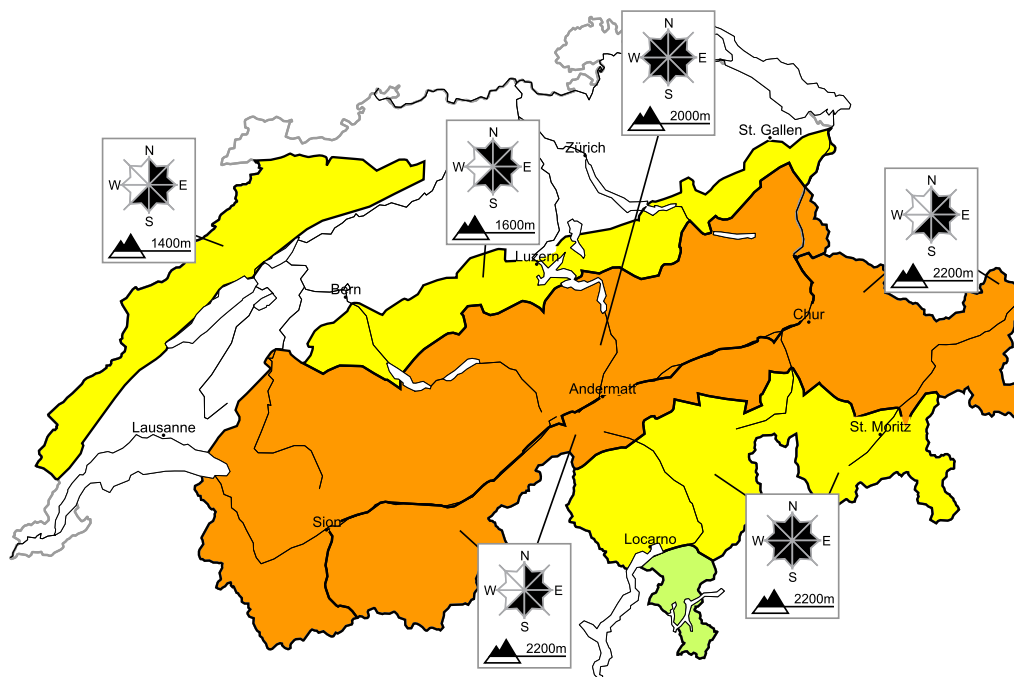 N
W E
S
2000m
St. Gallen
N
W E
S
1600m
Zürich
N
W E
S
1400m
N
W E
S
2200m
Luzern
Bern
Chur
Andermatt
Lausanne
St. Moritz
Sion
Locarno
N
W E
S
2200m
N
W E
S
2200m